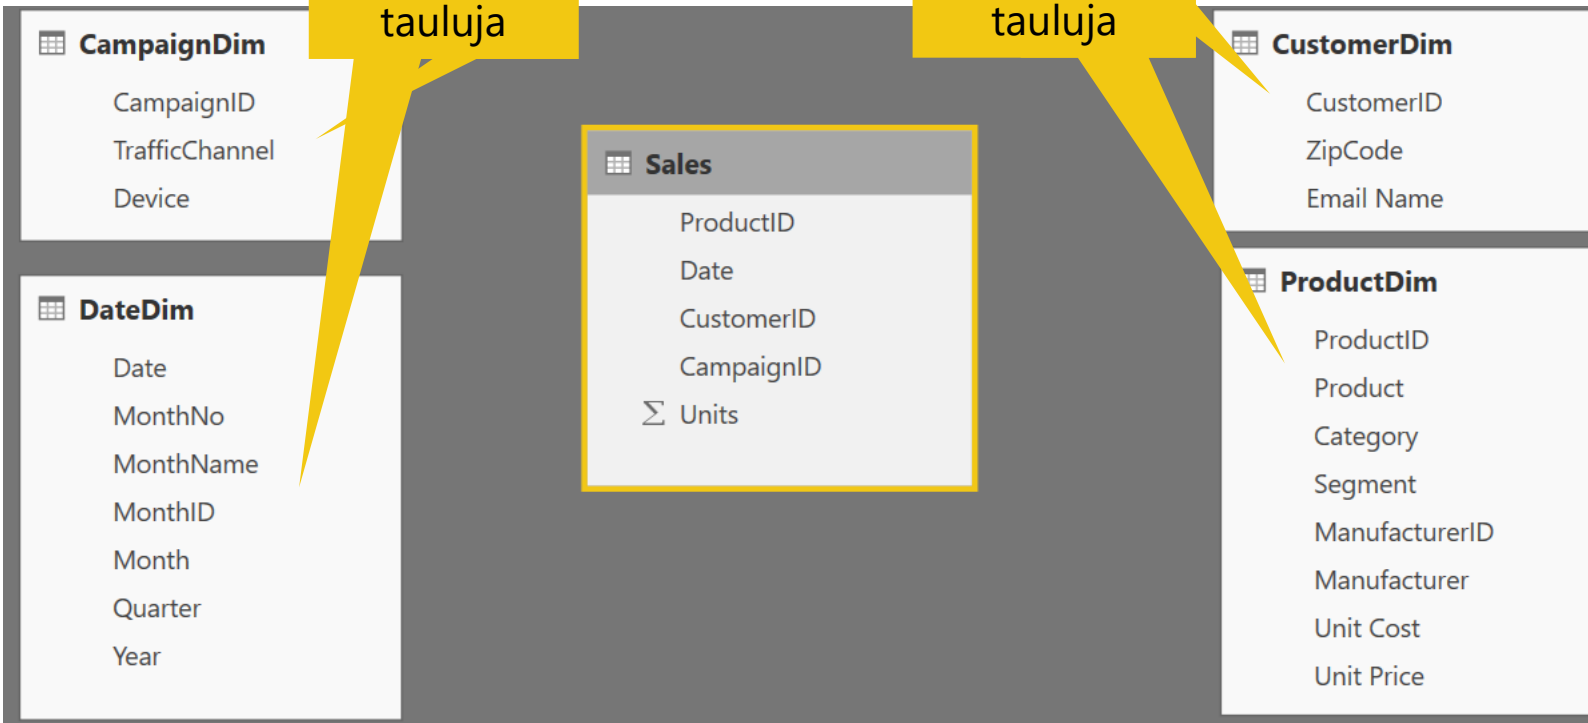 tauluja
tauluja
CampaignDim
CampaignID
TrafficChannel
Device
DateDim
Date
MonthNo
MonthName
MonthID
Month
Quarter
Year
Sales
ProductID
Date
CustomerID
CampaignID
Σ Units
CustomerDim
CustomerID
ZipCode
Email Name
ProductDim
ProductID
Product
Category
Segment
ManufacturerID
Manufacturer
Unit Cost
Unit Price